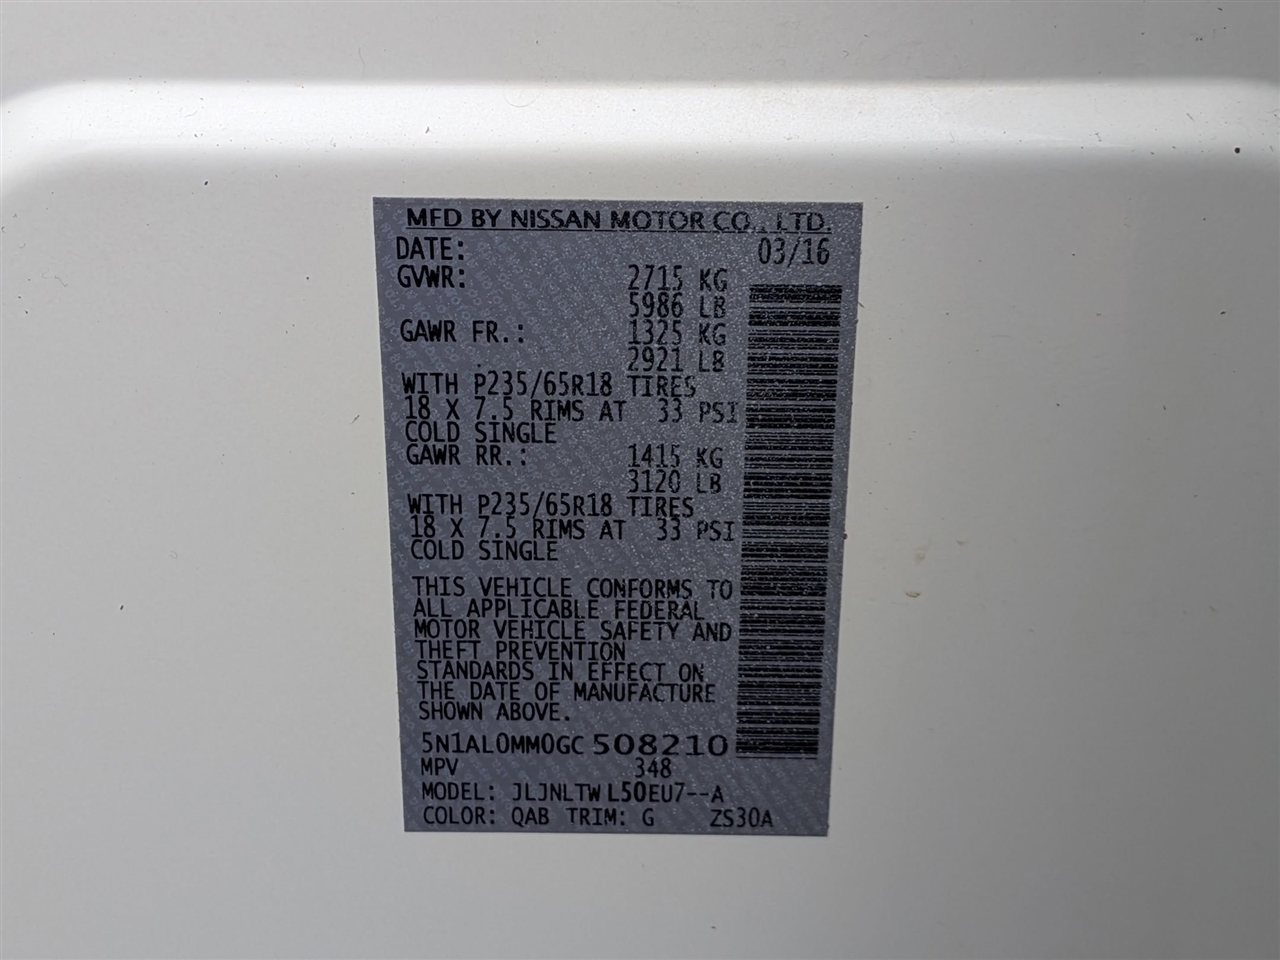 MFD BY NISSAN MOTOR CO., LTD.
DATE: 03/16
GVWR: 2715 KG
5986 LB
GAWR FR.: 1325 KG
2921 LB
WITH P235/65R18 TIRES
18 X 7.5 RIMS AT 33 PSI
COLD SINGLE
GAWR RR.: 1415 KG
3120 LB
WITH P235/65R18 TIRES
18 X 7.5 RIMS AT 33 PSI
COLD SINGLE
THIS VEHICLE CONFORMS TO
ALL APPLICABLE FEDERAL
MOTOR VEHICLE SAFETY AND
THEFT PREVENTION
STANDARDS IN EFFECT ON
THE DATE OF MANUFACTURE
SHOWN ABOVE.
5N1AL0MM0GC 508210
MPV 348
MODEL: JLJNLTW L50EU7--A
COLOR: QAB TRIM: G ZS30A